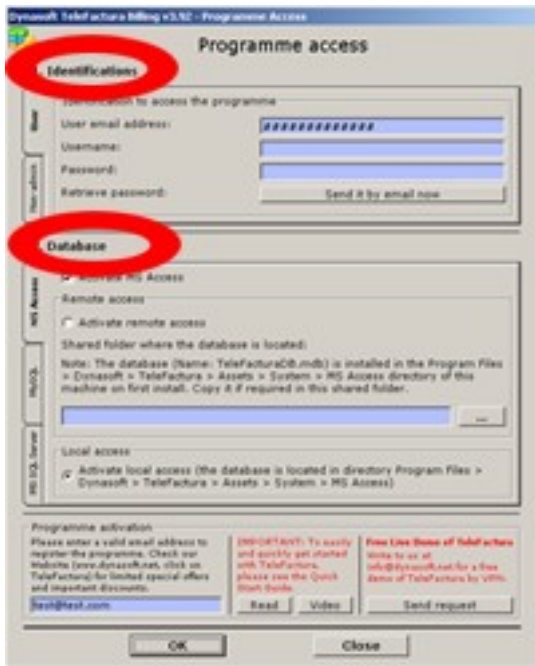 Dynasoft TeleFactura Billing v3.92 - Programme Access
Programme access
Identifications
Identification to access the programme
User email address:
#############
Username:
Password:
Retrieve password:
Send it by email now
User
Non-admin
Database
Activate MS Access
Remote access
Activate remote access
Shared folder where the database is located:
Note: The database (Name: TeleFacturaDB.mdb) is installed in the Program Files
> Dynasoft > TeleFactura > Assets > System > MS Access directory of this
machine on first install. Copy it if required in this shared folder.
...
Local access
Activate local access (the database is located in directory Program Files >
Dynasoft > TeleFactura > Assets > System > MS Access)
MS Access
MySQL
MS SQL Server
Programme activation
Please enter a valid email address to
register the programme. Check our
Website (www.dynasoft.net, click on
TeleFactura) for limited special offers
and important discounts.
test@test.com
IMPORTANT: To easily
and quickly get started
with TeleFactura,
please see the Quick
Start Guide.
Read
Video
Free Live Demo of TeleFactura
Write to us at
info@dynasoft.net for a free
demo of TeleFactura by VPN.
Send request
OK
Close